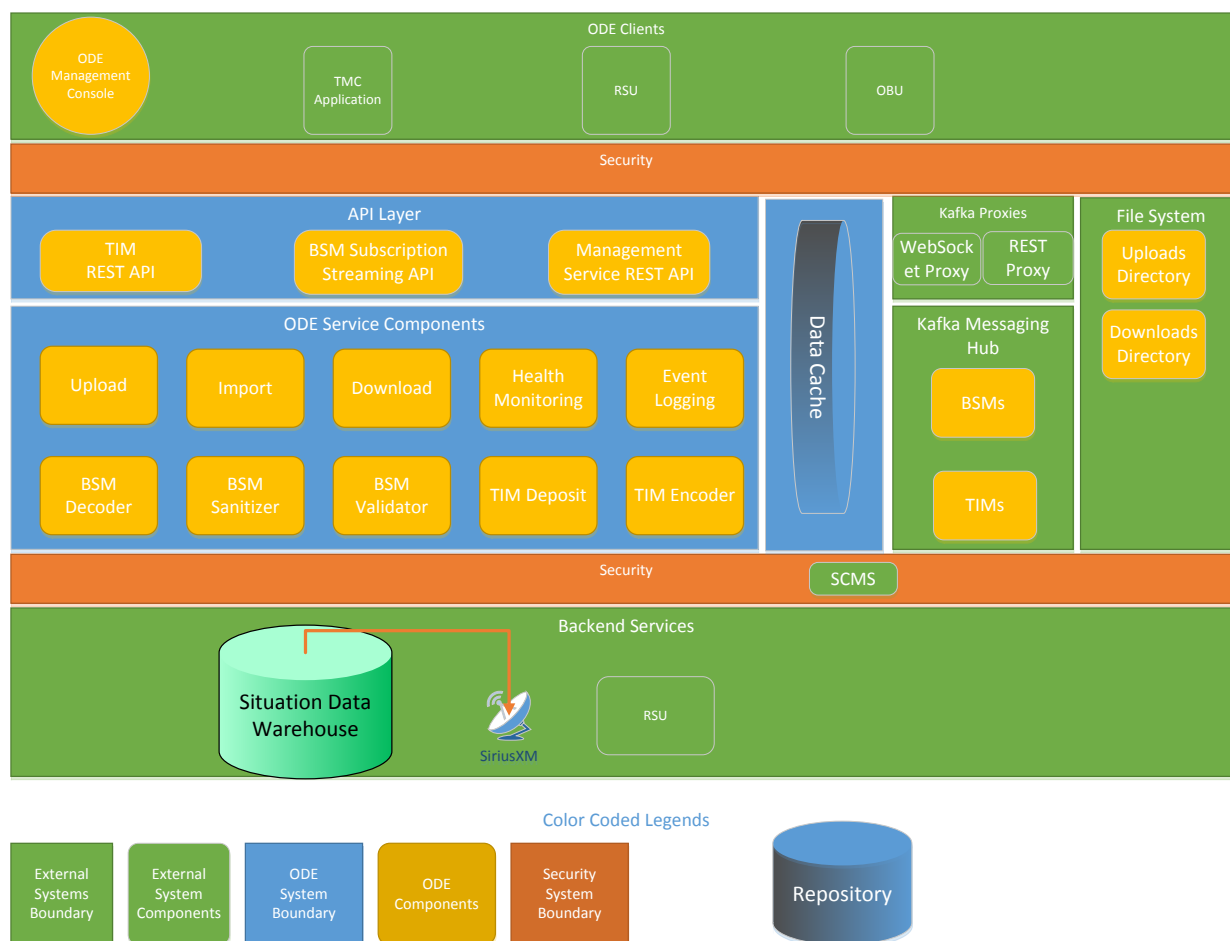 ODE Clients
ODE
Management
Console
TMC
Application
RSU
OBU
Security
API Layer
TIM
REST API
BSM Subscription
Streaming API
Management
Service REST API
Data Cache
Kafka Proxies
WebSock
et Proxy
REST
Proxy
File System
Uploads
Directory
Downloads
Directory
ODE Service Components
Upload
Import
Download
Health
Monitoring
Event
Logging
BSM
Decoder
BSM
Sanitizer
BSM
Validator
TIM Deposit
TIM Encoder
Kafka Messaging
Hub
BSMs
TIMs
Security
SCMS
Backend Services
Situation Data
Warehouse
SiriusXM
RSU
Color Coded Legends
External
Systems
Boundary
External
System
Components
ODE
System
Boundary
ODE
Components
Security
System
Boundary
Repository